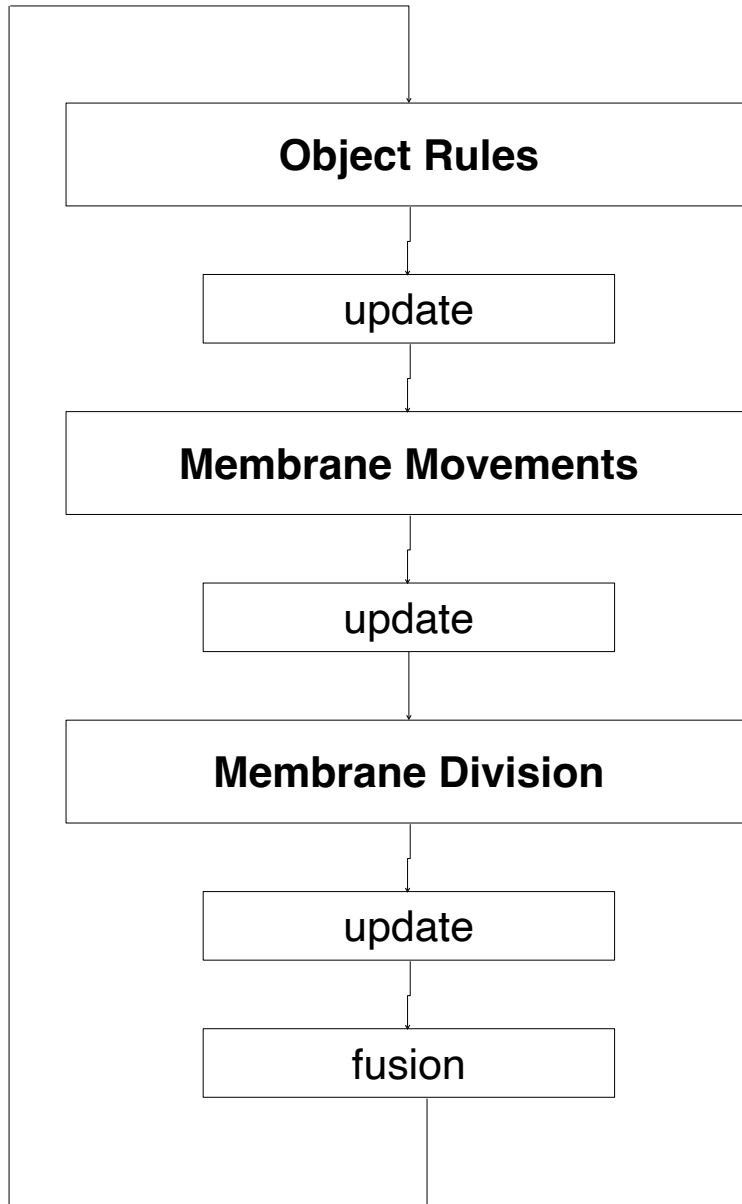 Object Rules
update
Membrane Movements
update
Membrane Division
update
fusion